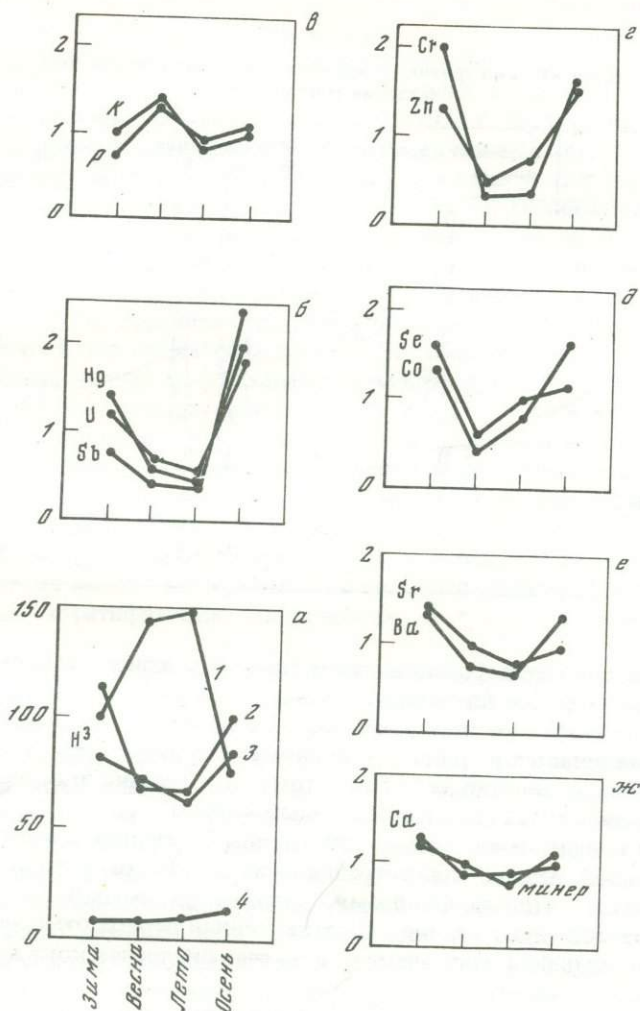 в
2
1
0
К
Р
г
2
1
0
Cr
Zn
б
2
1
0
Hg
U
Sb
д
2
1
0
Se
Co
а
150
100
50
0
H³
1
2
3
4
Зима
Весна
Лето
Осень
е
2
1
0
Sr
Ba
ж
2
1
0
Ca
минер